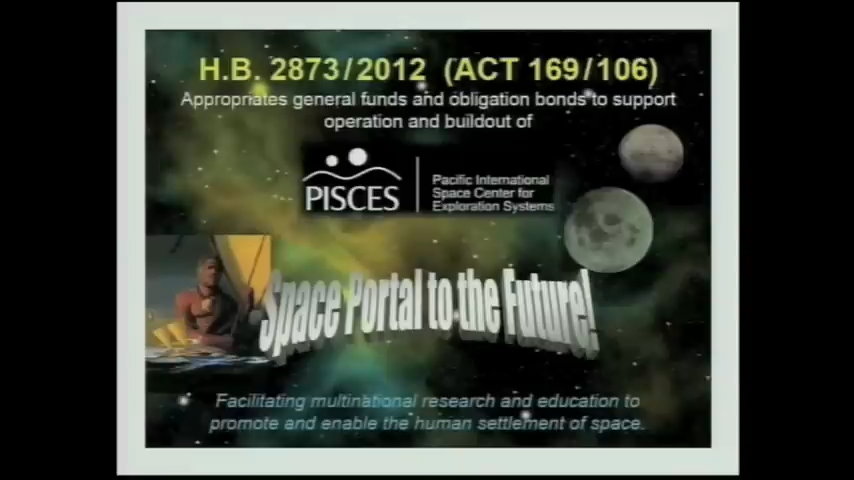 H.B. 2873/2012 (ACT 169/106)
Appropriates general funds and obligation bonds to support
operation and buildout of
PISCES
Pacific International
Space Center for
Exploration Systems
Space Portal to the Future!
Facilitating multinational research and education to
promote and enable the human settlement of space.